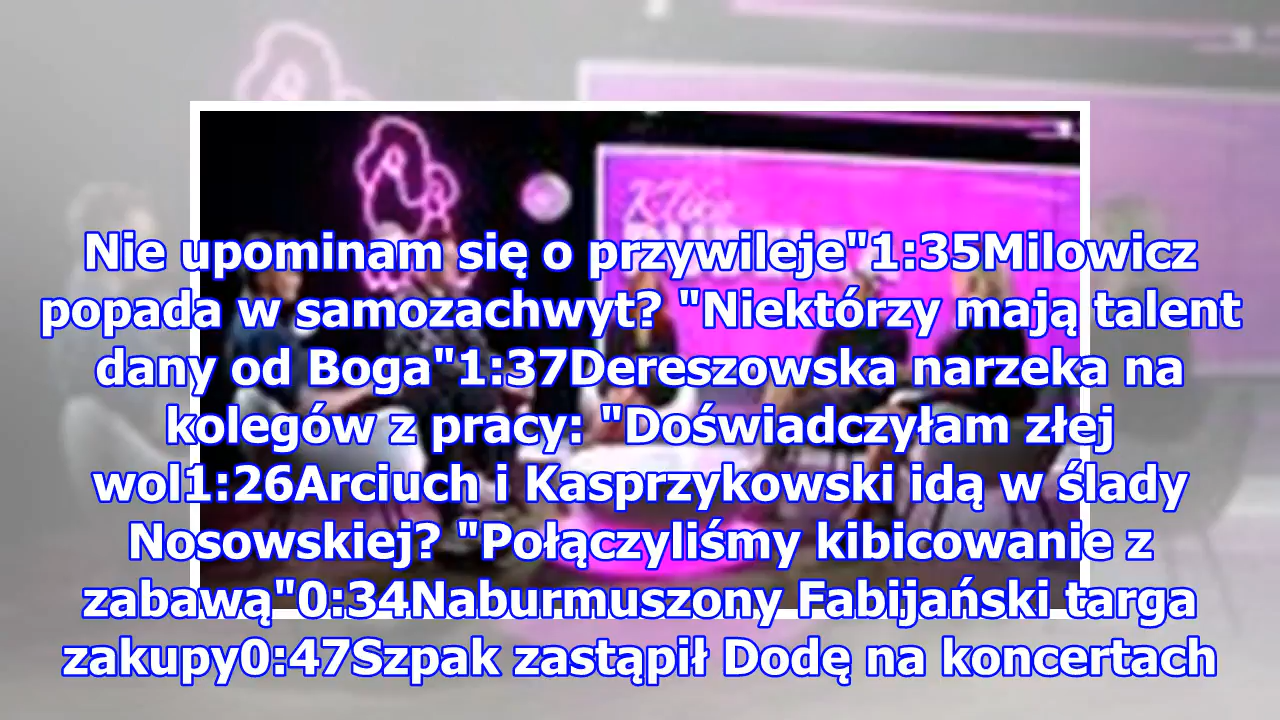 Kłó
Nie upominam się o przywileje"1:35Milowicz
popada w samozachwyt? "Niektórzy mają talent
dany od Boga"1:37Dereszowska narzeka na
kolegów z pracy: "Doświadczyłam złej
wol1:26Arciuch i Kasprzykowski idą w ślady
Nosowskiej? "Połączyliśmy kibicowanie z
zabawą"0:34Naburmuszony Fabijański targa
zakupy0:47Szpak zastąpił Dodę na koncertach